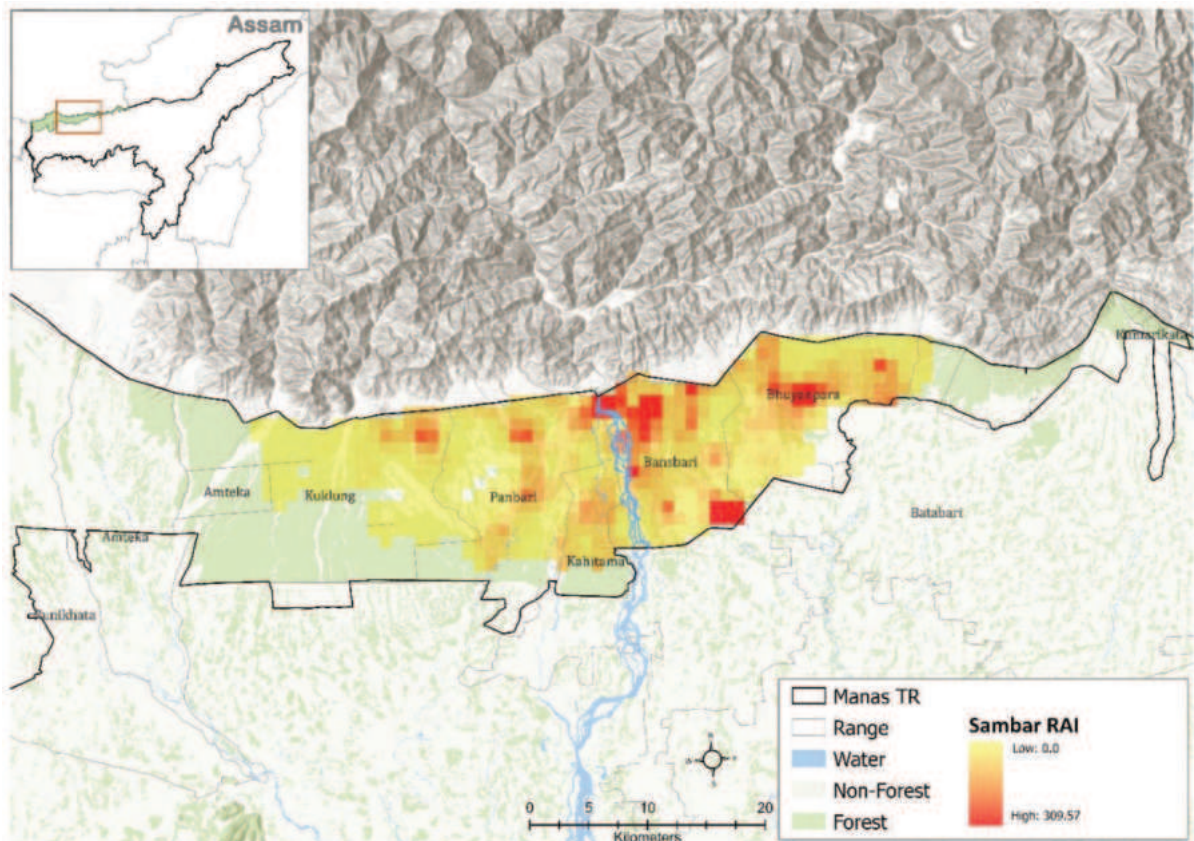 Assam
Kuklung
Bhuyanpara
Bansbari
Amteka
Panbari
Batabari
Amteka
Kahitama
Manas TR
Range
Water
Non-Forest
Forest
Sambar RAI
Low: 0.0
High: 309.57
0 5 10 20
Kilometers